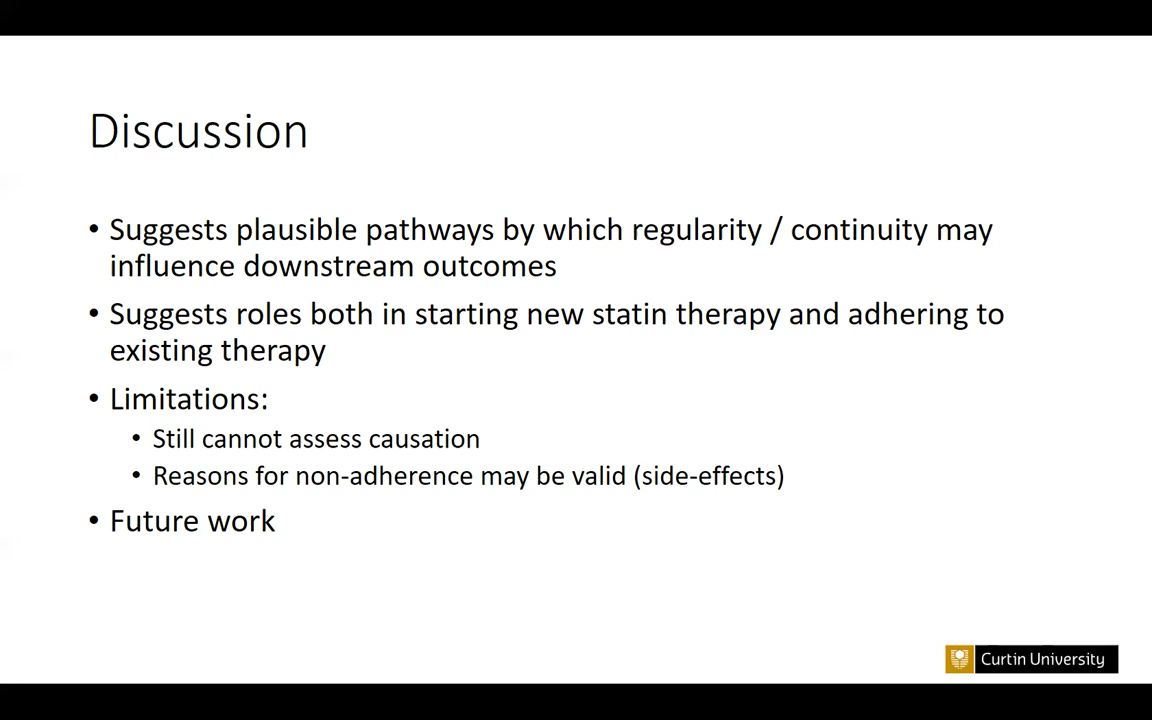 Discussion
• Suggests plausible pathways by which regularity / continuity may
influence downstream outcomes
• Suggests roles both in starting new statin therapy and adhering to
existing therapy
• Limitations:
• Still cannot assess causation
• Reasons for non-adherence may be valid (side-effects)
• Future work
Curtin University